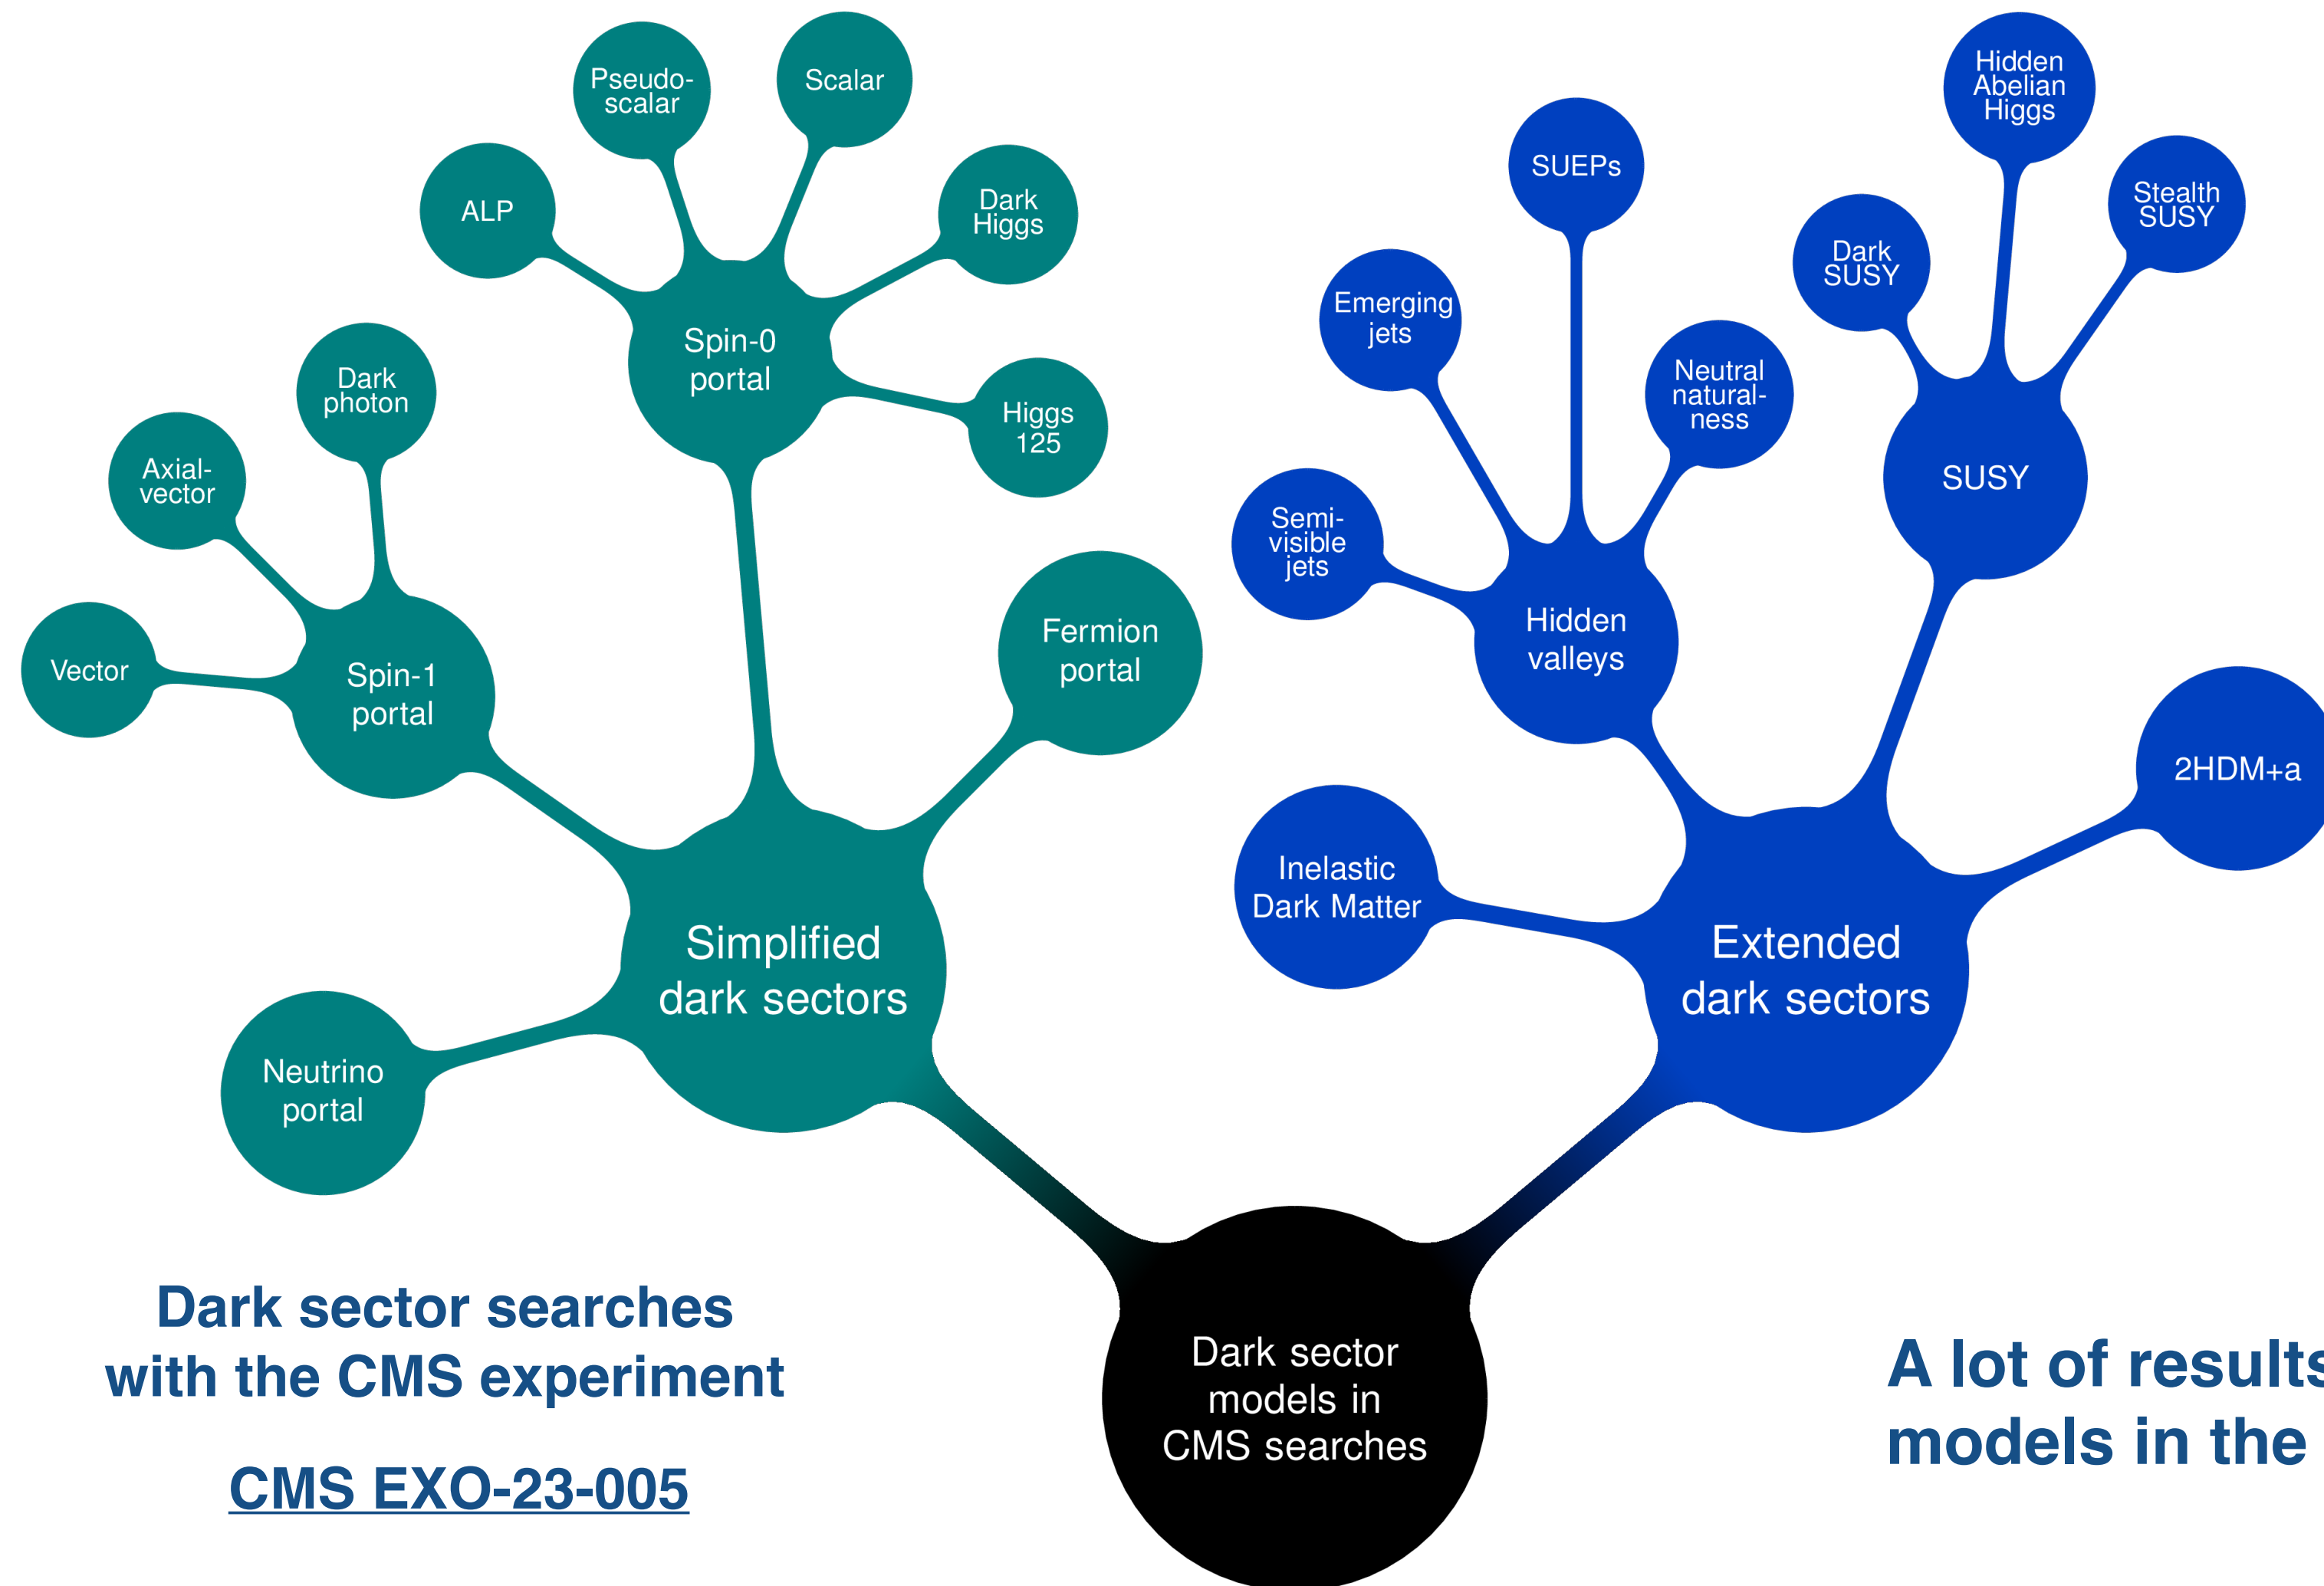 Pseudo-
scalar
Scalar
ALP
Dark
Higgs
Spin-0
portal
Higgs
125
Dark
photon
Axial-
vector
Vector
Spin-1
portal
Fermion
portal
Simplified
dark sectors
Neutrino
portal
Hidden
Abelian
Higgs
SUEPs
Stealth
SUSY
Dark
SUSY
Emerging
jets
Neutral
natural-
ness
SUSY
Semi-
visible
jets
Hidden
valleys
2HDM+a
Inelastic
Dark Matter
Extended
dark sectors
Dark sector
models in
CMS searches
Dark sector searches
with the CMS experiment
CMS EXO-23-005
A lot of results
models in the